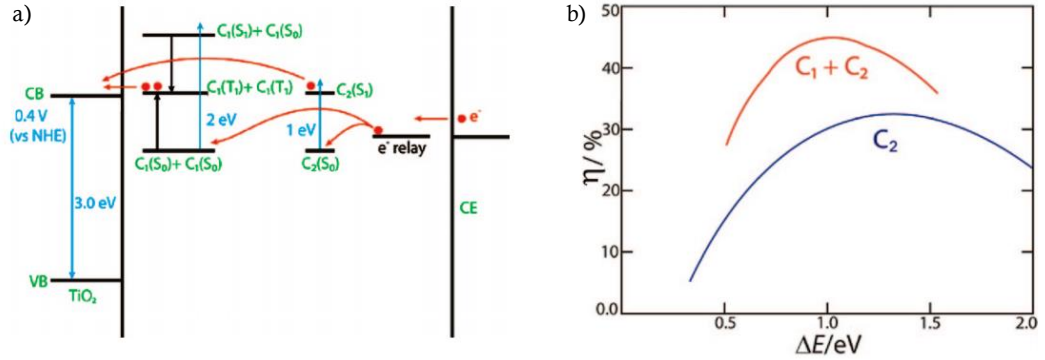 a)
C₁(S₁) + C₁(S₀)
CB
C₁(T₁) + C₁(T₁)
C₂(S₁)
0.4 V
(vs NHE)
2 eV
1 eV
e⁻
e⁻ relay
C₁(S₀) + C₁(S₀)
C₂(S₀)
3.0 eV
CE
VB
TiO₂
b)
50
40
30
20
10
0.0
η/ %
C₁ + C₂
C₂
0.5
1.0
1.5
2.0
ΔE/eV